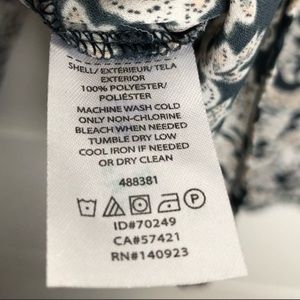 SHELL/ EXTÉRIEUR/ TELA
EXTERIOR
100% POLYESTER/
POLIÉSTER
MACHINE WASH COLD
ONLY NON-CHLORINE
BLEACH WHEN NEEDED
TUMBLE DRY LOW
COOL IRON IF NEEDED
OR DRY CLEAN
488381
ID#70249
CA#57421
RN#140923